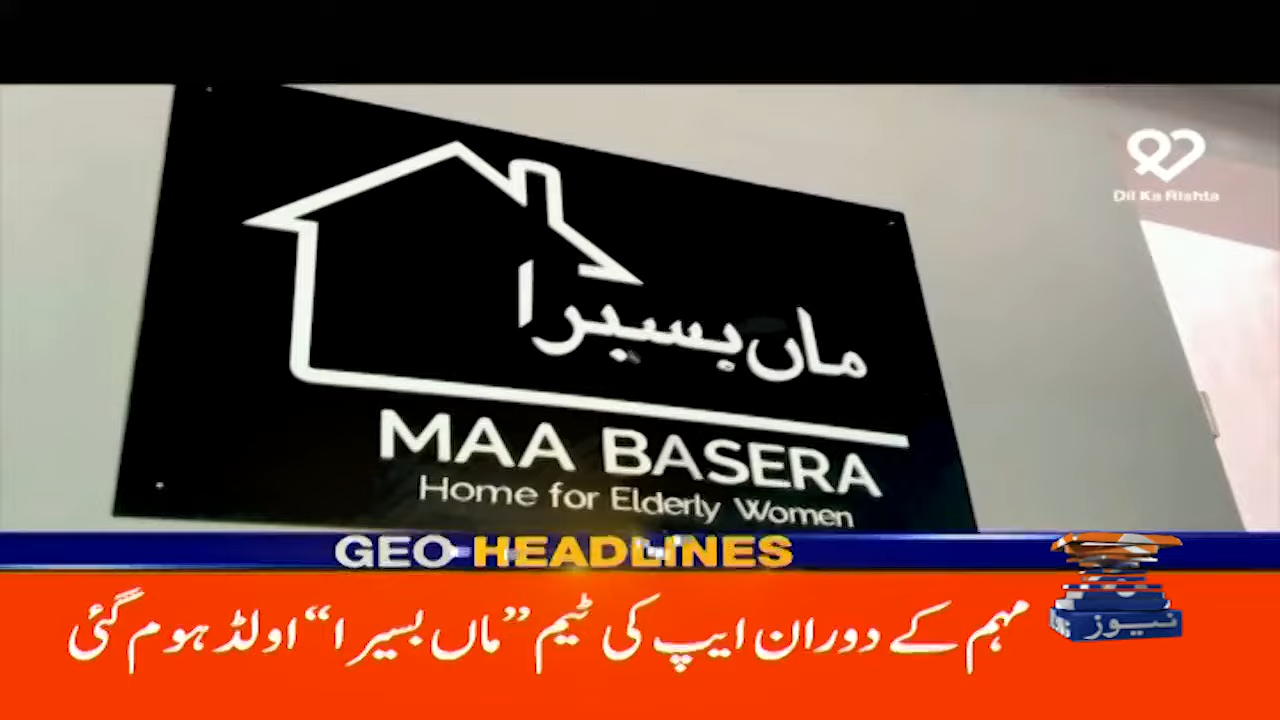 Dil Ka Rishta
ماں بسیرا
MAA BASERA
Home for Elderly Women
GEO HEADLINES
مہم کے دوران ایپ کی ٹیم ”ماں بسیرا“ اولڈ ہوم گئی
نیوز